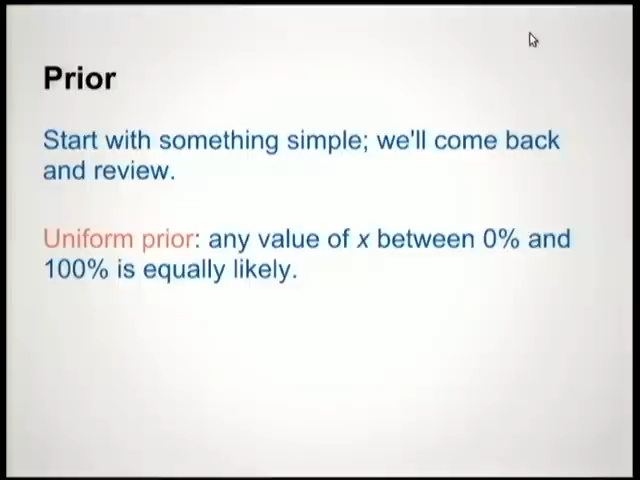 Prior
Start with something simple; we'll come back
and review.
Uniform prior: any value of x between 0% and
100% is equally likely.